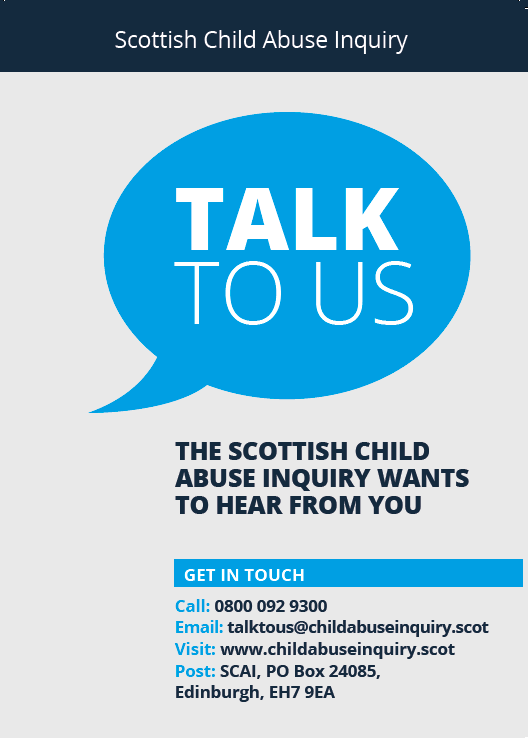 Scottish Child Abuse Inquiry
TALK
TO US
THE SCOTTISH CHILD
ABUSE INQUIRY WANTS
TO HEAR FROM YOU
GET IN TOUCH
Call: 0800 092 9300
Email: talktous@childabuseinquiry.scot
Visit: www.childabuseinquiry.scot
Post: SCAI, PO Box 24085,
Edinburgh, EH7 9EA